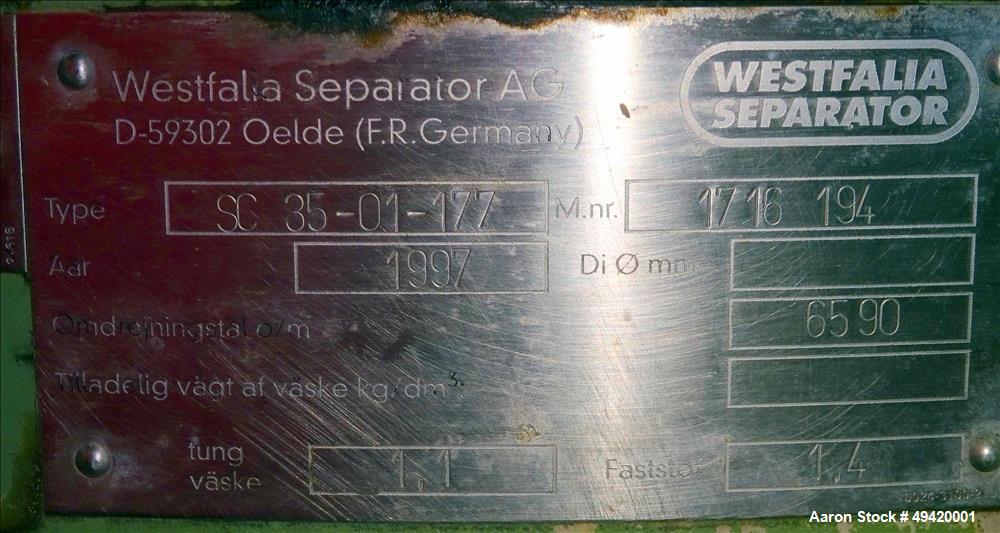 Westfalia Separator AG
D-59302 Oelde (F.R.Germany)
WESTFALIA
SEPARATOR
Type SC 35-01-177 M.nr. 1716 194
Aar 1997 Di Ø mm
Omdrejningstal o/m 6590
Tilladelig vägt af väske kg/dm³.
tung
väske 1,1 Faststof 1,4
Aaron Stock # 49420001